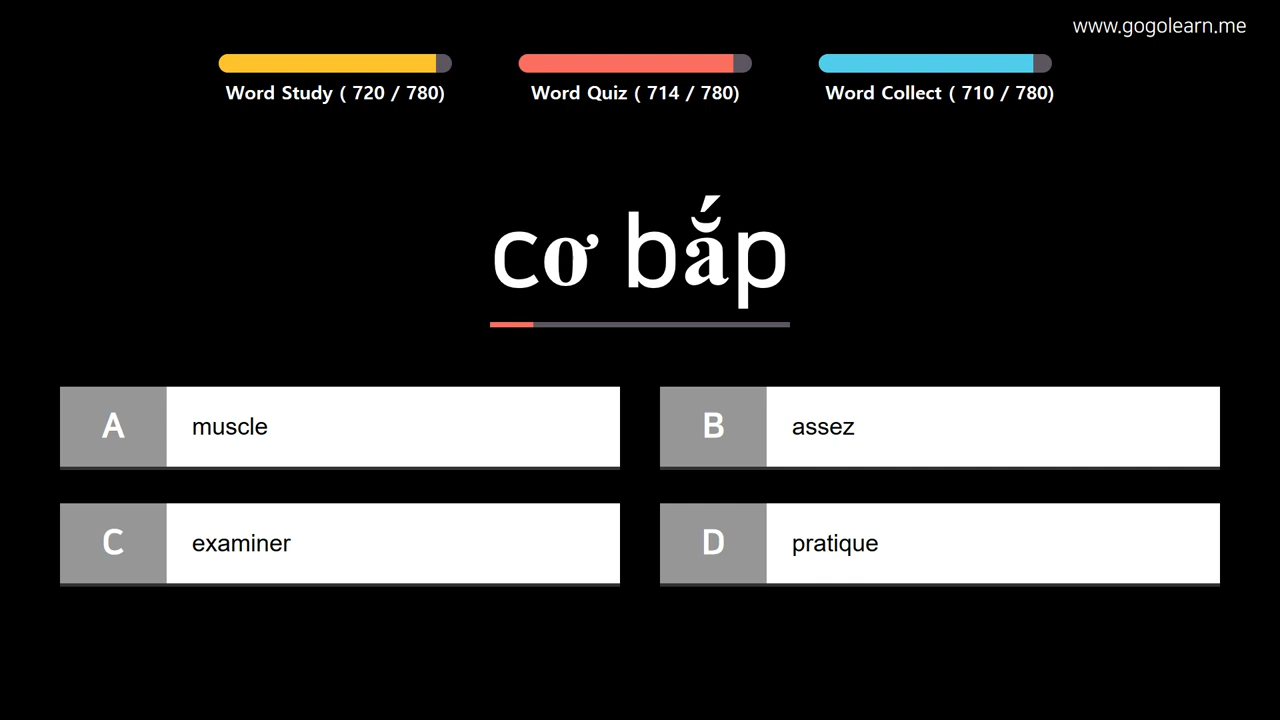 www.gogolearn.me
Word Study ( 720 / 780)
Word Quiz ( 714 / 780)
Word Collect ( 710 / 780)
cơ bắp
A muscle
B assez
C examiner
D pratique